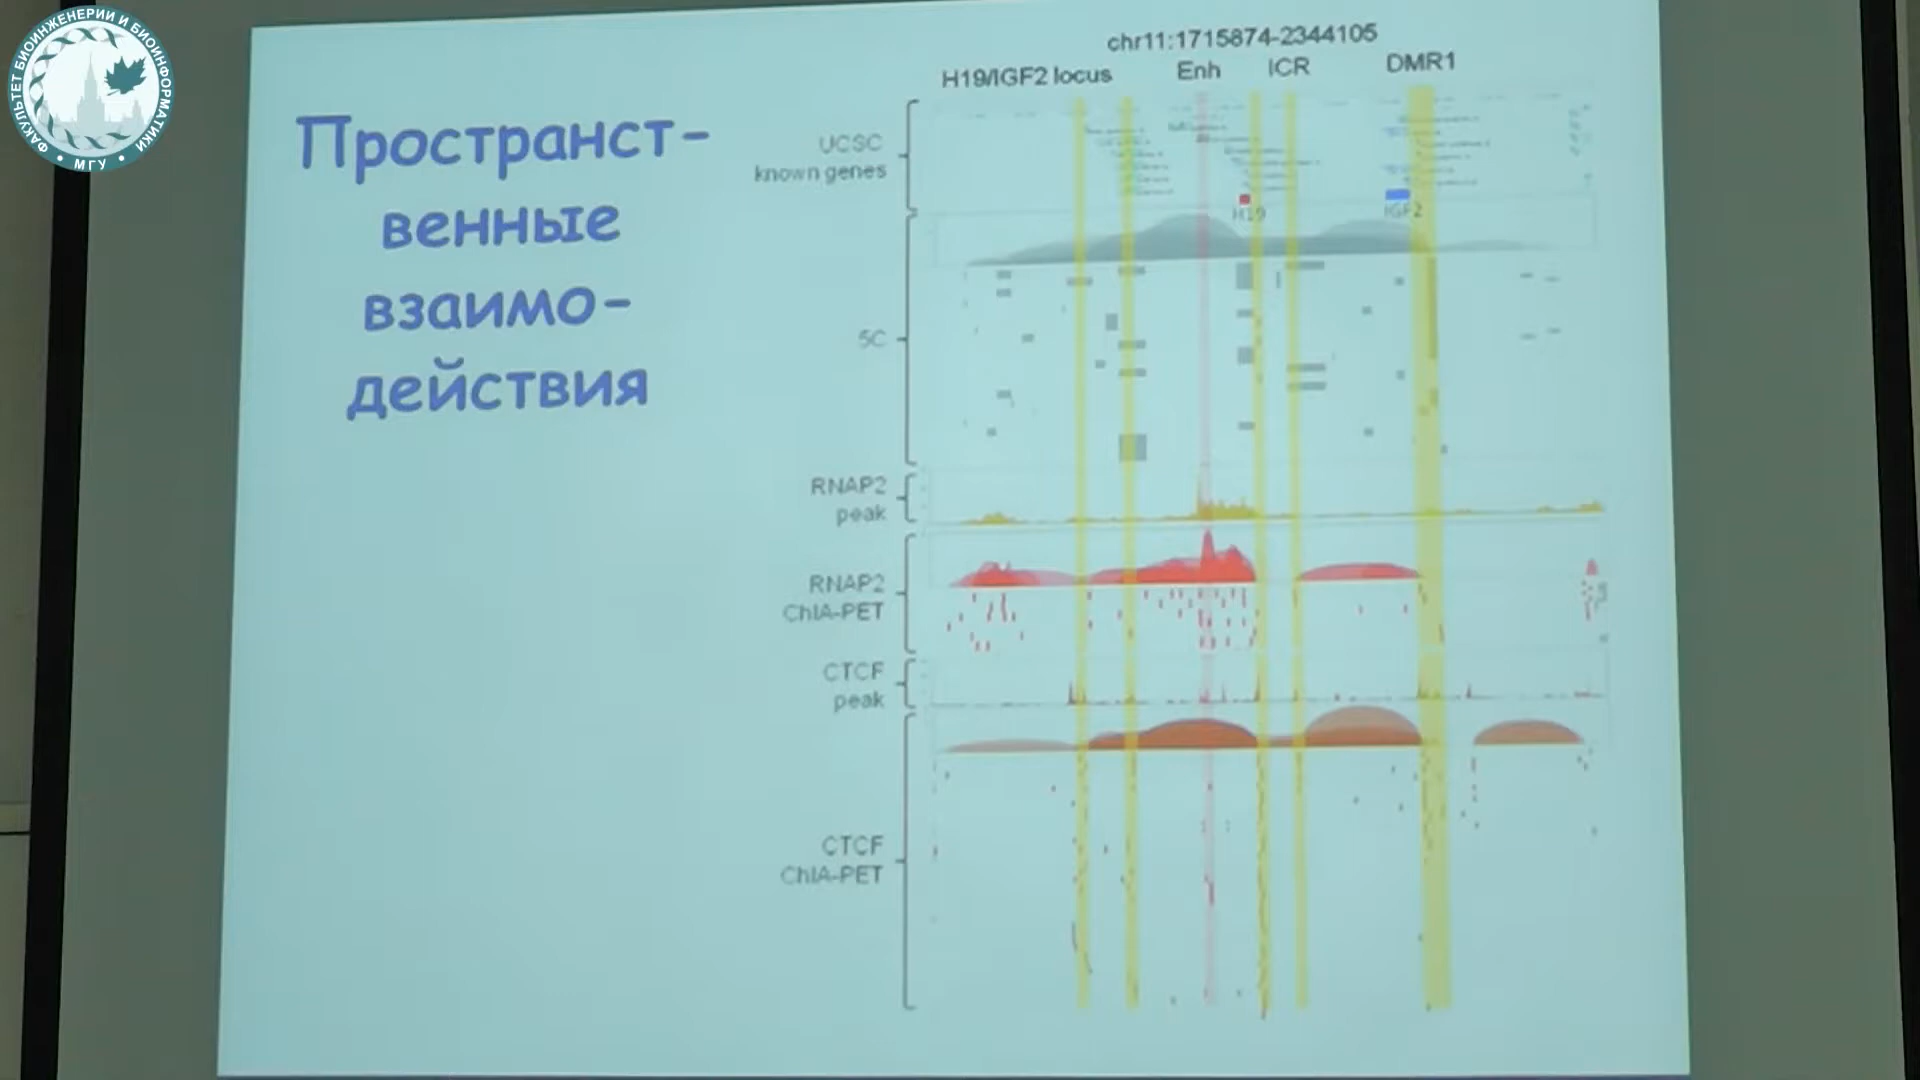 ФАКУЛЬТЕТ БИОИНЖЕНЕРИИ И БИОИНФОРМАТИКИ
• МГУ •
Пространст-
венные
взаимо-
действия
chr11:1715874-2344105
H19/IGF2 locus
Enh
ICR
DMR1
UCSC
known genes
H19
IGF2
5C
RNAP2
peak
RNAP2
ChIA-PET
CTCF
peak
CTCF
ChIA-PET